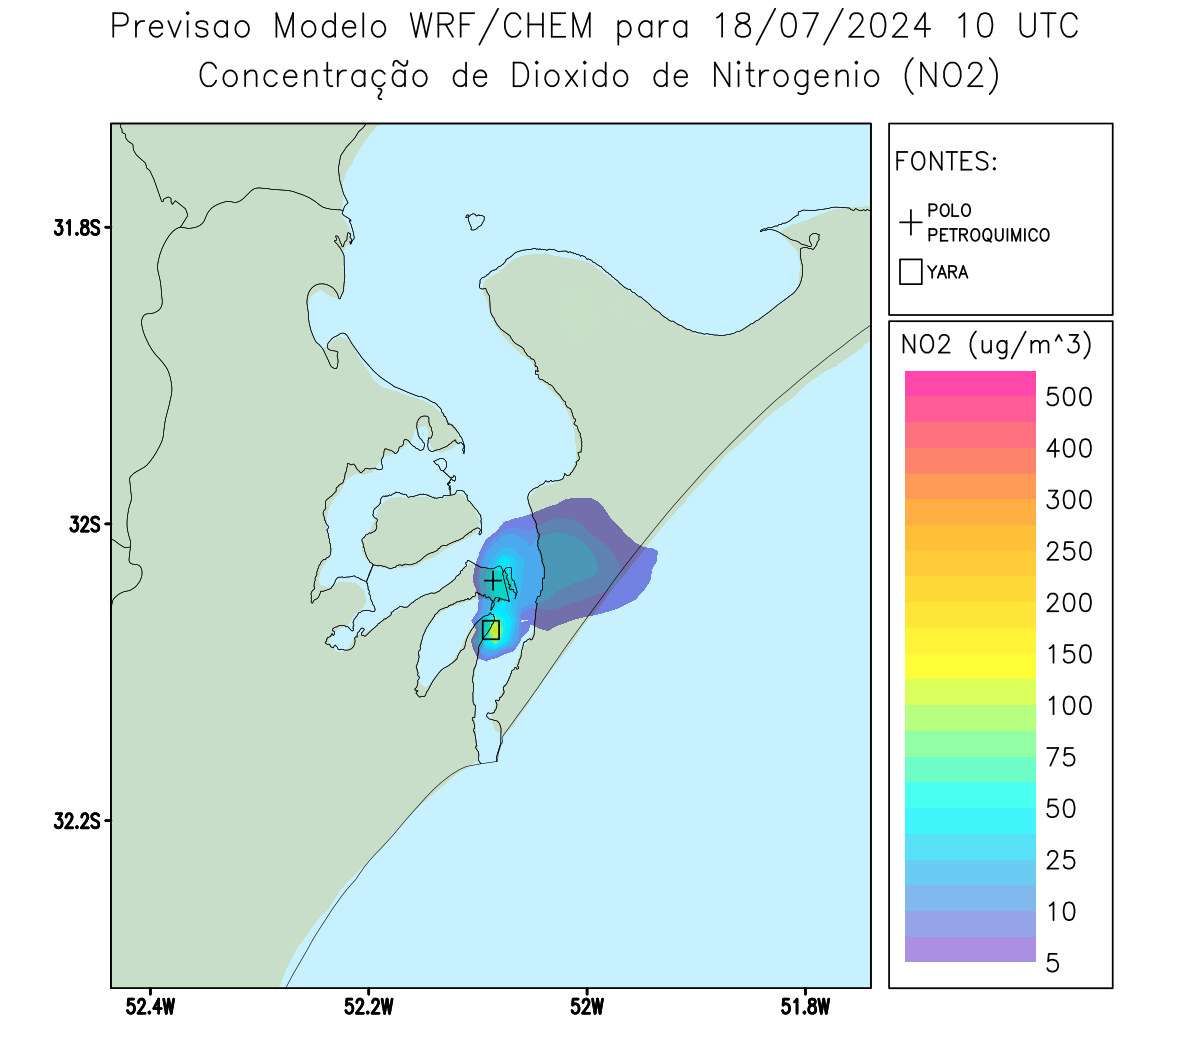 Previsao Modelo WRF/CHEM para 18/07/2024 10 UTC
Concentração de Dioxido de Nitrogenio (NO2)
FONTES:
POLO
PETROQUIMICO
YARA
31.8S
32S
32.2S
52.4W
52.2W
52W
51.8W
NO2 (ug/m^3)
500
400
300
250
200
150
100
75
50
25
10
5